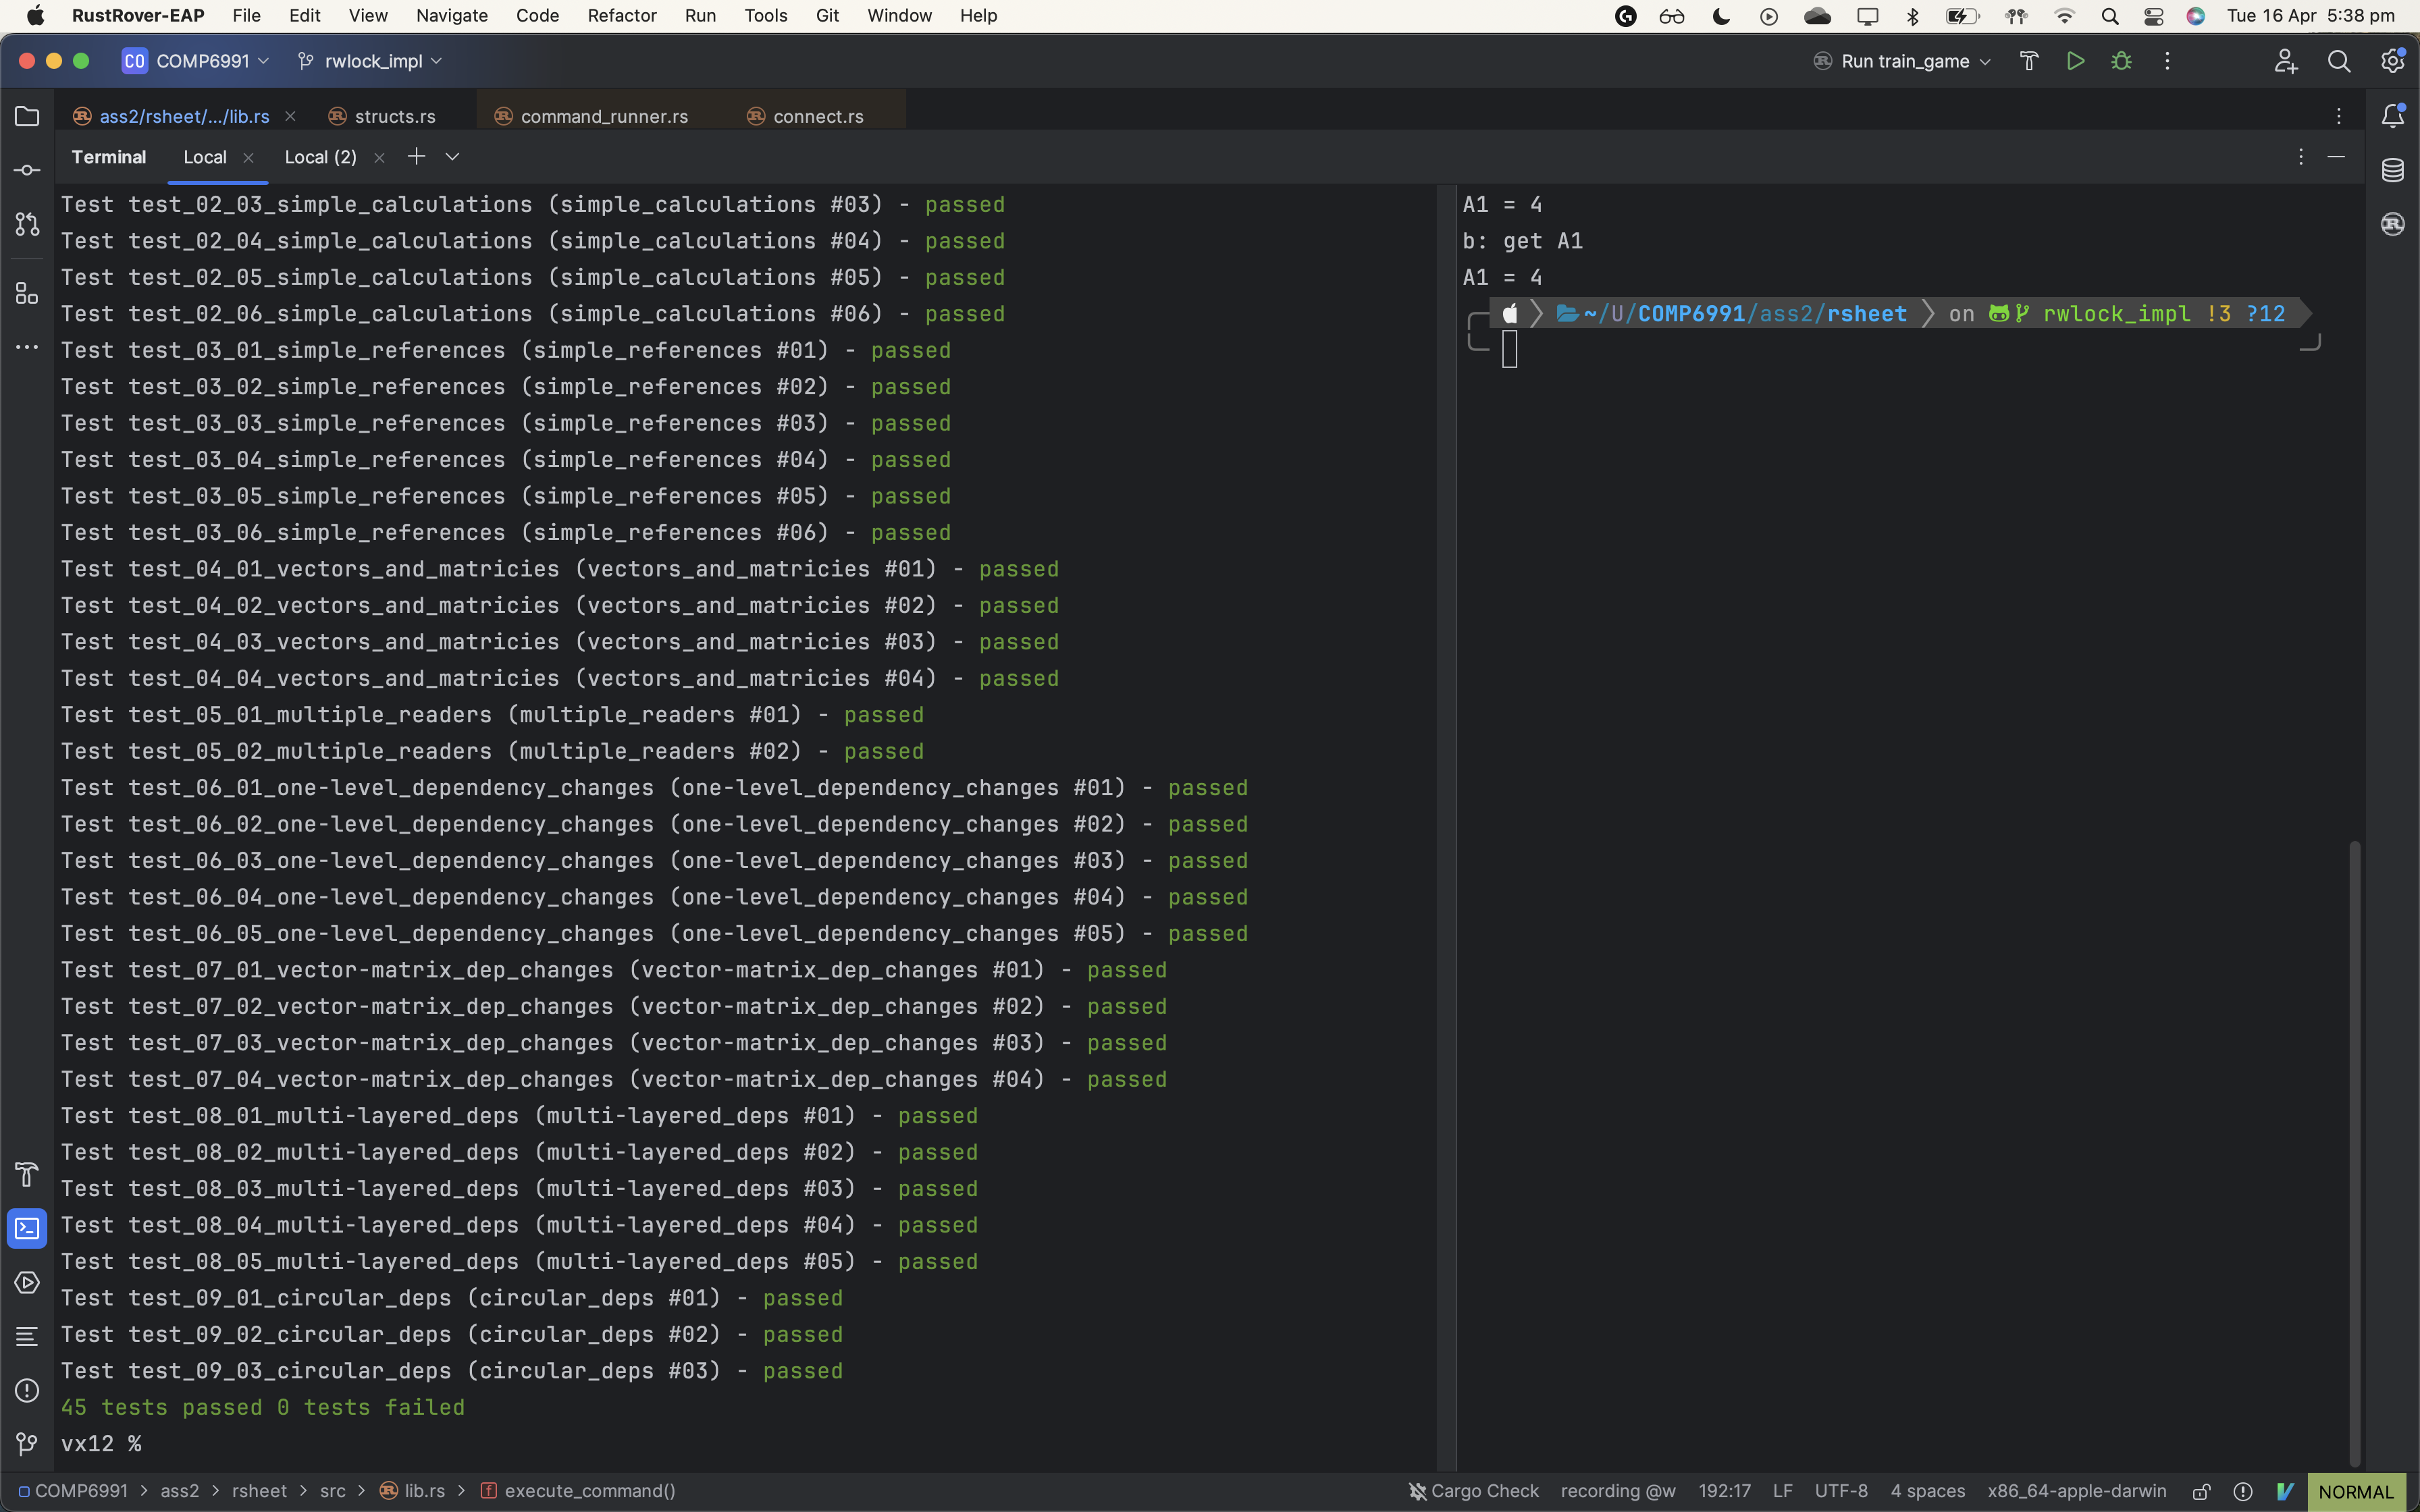 RustRover-EAP File Edit View Navigate Code Refactor Run Tools Git Window Help Tue 16 Apr 5:38 pm
CO COMP6991 rwlock_impl Run train_game
ass2/rsheet/.../lib.rs structs.rs command_runner.rs connect.rs
Terminal Local Local (2)
Test test_02_03_simple_calculations (simple_calculations #03) - passed
Test test_02_04_simple_calculations (simple_calculations #04) - passed
Test test_02_05_simple_calculations (simple_calculations #05) - passed
Test test_02_06_simple_calculations (simple_calculations #06) - passed
Test test_03_01_simple_references (simple_references #01) - passed
Test test_03_02_simple_references (simple_references #02) - passed
Test test_03_03_simple_references (simple_references #03) - passed
Test test_03_04_simple_references (simple_references #04) - passed
Test test_03_05_simple_references (simple_references #05) - passed
Test test_03_06_simple_references (simple_references #06) - passed
Test test_04_01_vectors_and_matricies (vectors_and_matricies #01) - passed
Test test_04_02_vectors_and_matricies (vectors_and_matricies #02) - passed
Test test_04_03_vectors_and_matricies (vectors_and_matricies #03) - passed
Test test_04_04_vectors_and_matricies (vectors_and_matricies #04) - passed
Test test_05_01_multiple_readers (multiple_readers #01) - passed
Test test_05_02_multiple_readers (multiple_readers #02) - passed
Test test_06_01_one-level_dependency_changes (one-level_dependency_changes #01) - passed
Test test_06_02_one-level_dependency_changes (one-level_dependency_changes #02) - passed
Test test_06_03_one-level_dependency_changes (one-level_dependency_changes #03) - passed
Test test_06_04_one-level_dependency_changes (one-level_dependency_changes #04) - passed
Test test_06_05_one-level_dependency_changes (one-level_dependency_changes #05) - passed
Test test_07_01_vector-matrix_dep_changes (vector-matrix_dep_changes #01) - passed
Test test_07_02_vector-matrix_dep_changes (vector-matrix_dep_changes #02) - passed
Test test_07_03_vector-matrix_dep_changes (vector-matrix_dep_changes #03) - passed
Test test_07_04_vector-matrix_dep_changes (vector-matrix_dep_changes #04) - passed
Test test_08_01_multi-layered_deps (multi-layered_deps #01) - passed
Test test_08_02_multi-layered_deps (multi-layered_deps #02) - passed
Test test_08_03_multi-layered_deps (multi-layered_deps #03) - passed
Test test_08_04_multi-layered_deps (multi-layered_deps #04) - passed
Test test_08_05_multi-layered_deps (multi-layered_deps #05) - passed
Test test_09_01_circular_deps (circular_deps #01) - passed
Test test_09_02_circular_deps (circular_deps #02) - passed
Test test_09_03_circular_deps (circular_deps #03) - passed
45 tests passed 0 tests failed
vx12 %
A1 = 4
b: get A1
A1 = 4
~/U/COMP6991/ass2/rsheet on rwlock_impl !3 ?12
COMP6991 > ass2 > rsheet > src > lib.rs > execute_command() Cargo Check recording @w 192:17 LF UTF-8 4 spaces x86_64-apple-darwin NORMAL